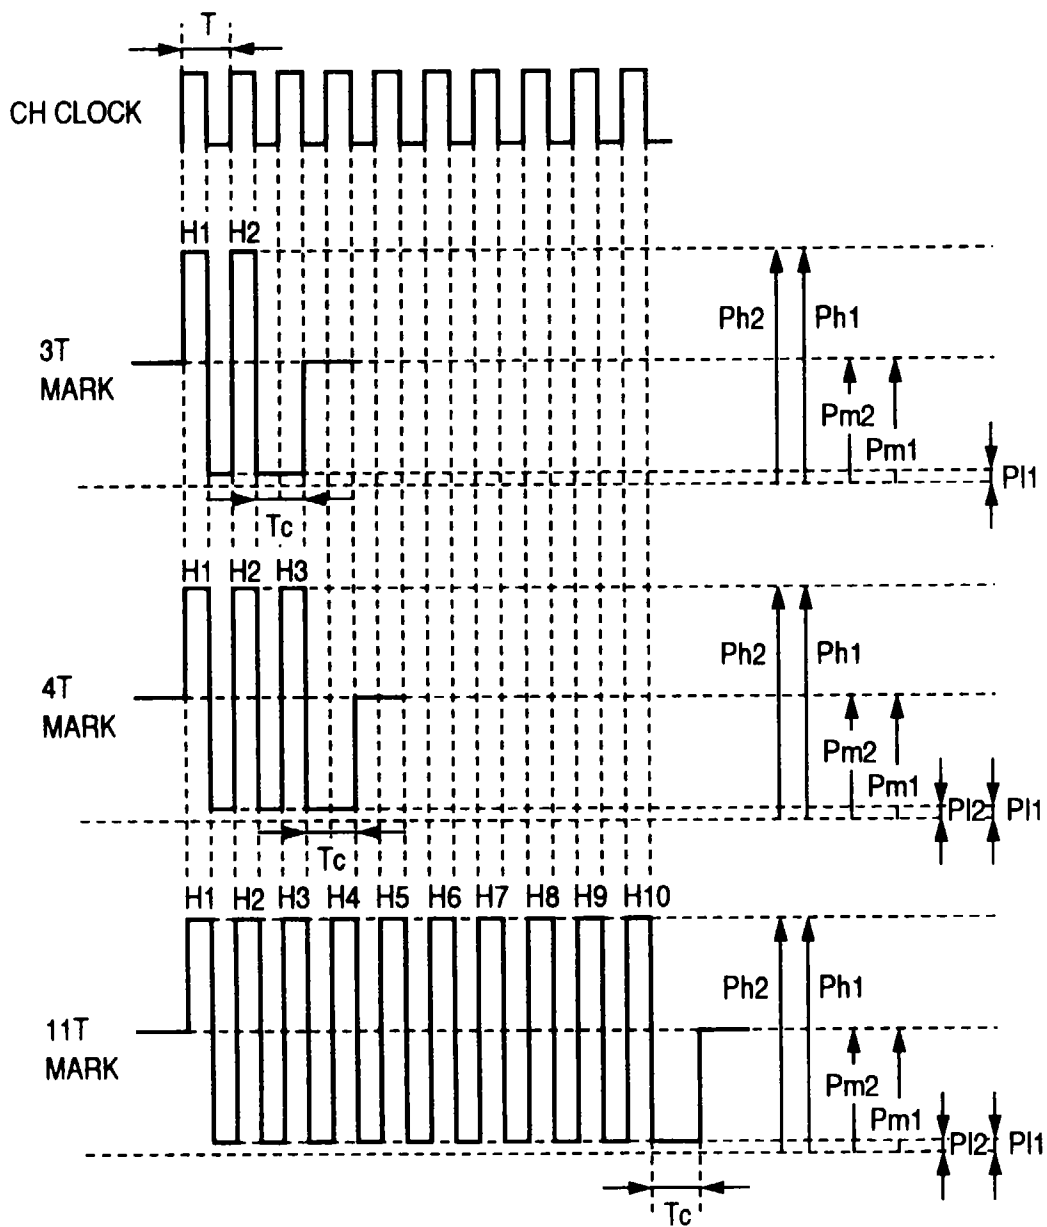 T
CH CLOCK
H1 H2
Ph2 Ph1
3T
MARK
Pm2
Pm1
Pl1
Tc
H1 H2 H3
Ph2 Ph1
4T
MARK
Pm2
Pm1
Pl2 Pl1
Tc
H1 H2 H3 H4 H5 H6 H7 H8 H9 H10
Ph2 Ph1
11T
MARK
Pm2
Pm1
Pl2 Pl1
Tc